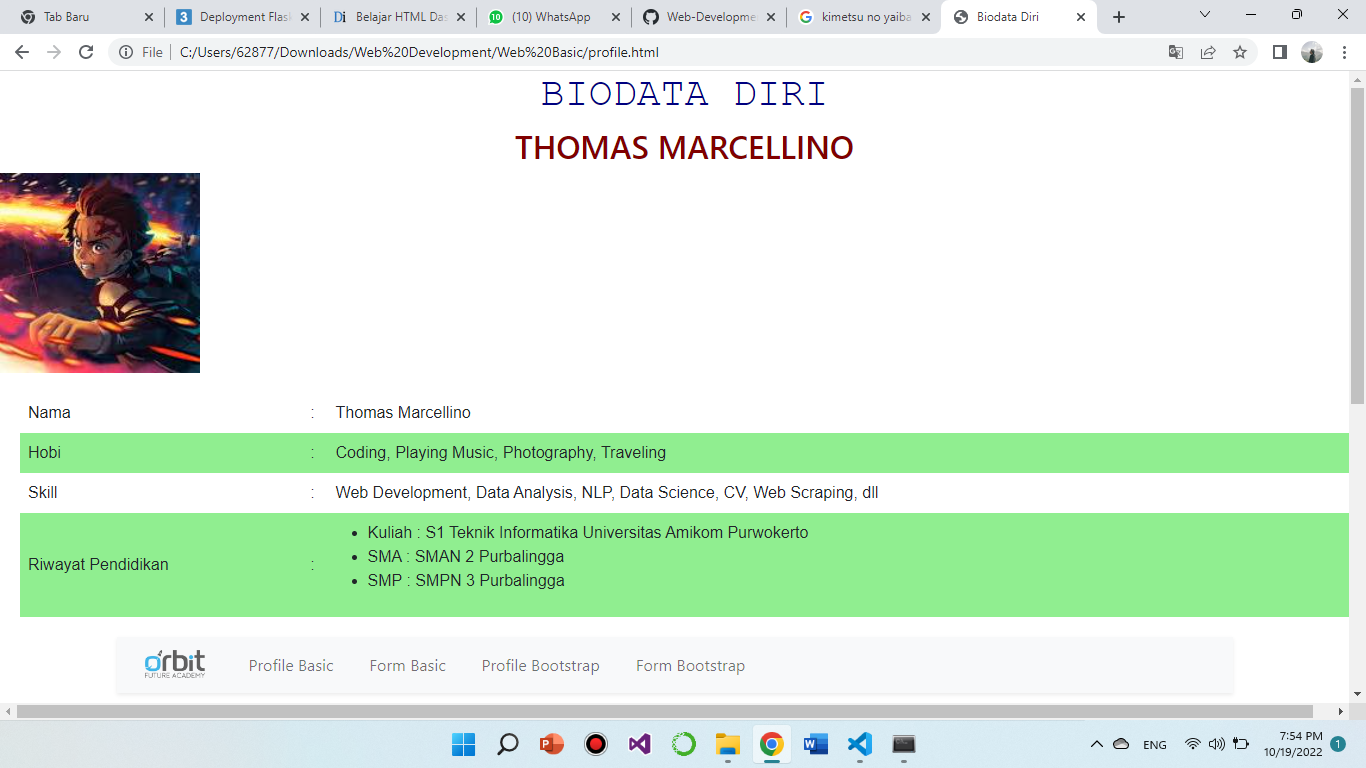 Tab Baru
Deployment Flas
Di Belajar HTML Das
(10) WhatsApp
Web-Developme
kimetsu no yaiba
Biodata Diri
File C:/Users/62877/Downloads/Web%20Development/Web%20Basic/profile.html
BIODATA DIRI
THOMAS MARCELLINO
Nama : Thomas Marcellino
Hobi : Coding, Playing Music, Photography, Traveling
Skill : Web Development, Data Analysis, NLP, Data Science, CV, Web Scraping, dll
Riwayat Pendidikan :
• Kuliah : S1 Teknik Informatika Universitas Amikom Purwokerto
• SMA : SMAN 2 Purbalingga
• SMP : SMPN 3 Purbalingga
orbit
FUTURE ACADEMY
Profile Basic
Form Basic
Profile Bootstrap
Form Bootstrap
ENG
7:54 PM
10/19/2022
1